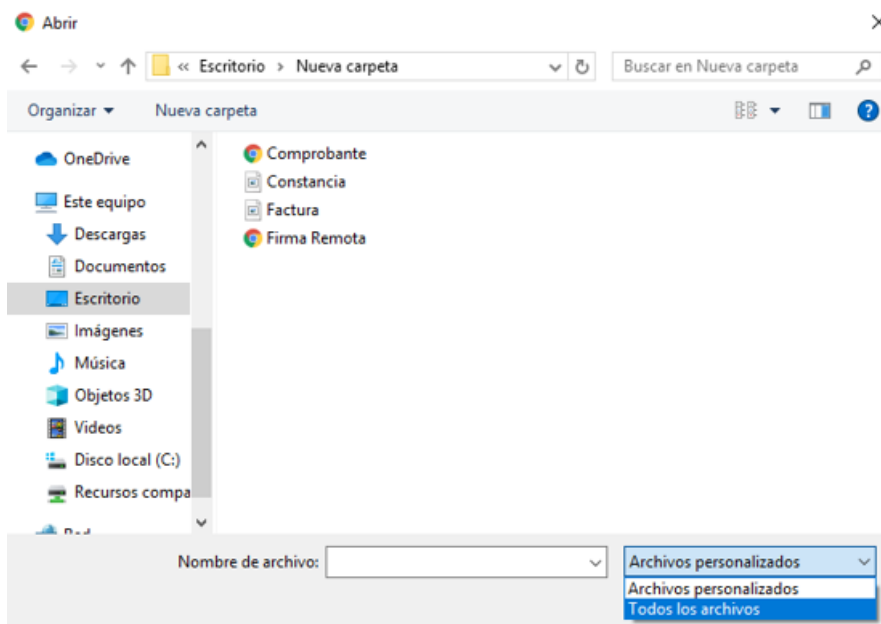 Abrir
« Escritorio > Nueva carpeta
Buscar en Nueva carpeta
Organizar
Nueva carpeta
OneDrive
Este equipo
Descargas
Documentos
Escritorio
Imágenes
Música
Objetos 3D
Videos
Disco local (C:)
Recursos compa
Comprobante
Constancia
Factura
Firma Remota
Nombre de archivo:
Archivos personalizados
Archivos personalizados
Todos los archivos